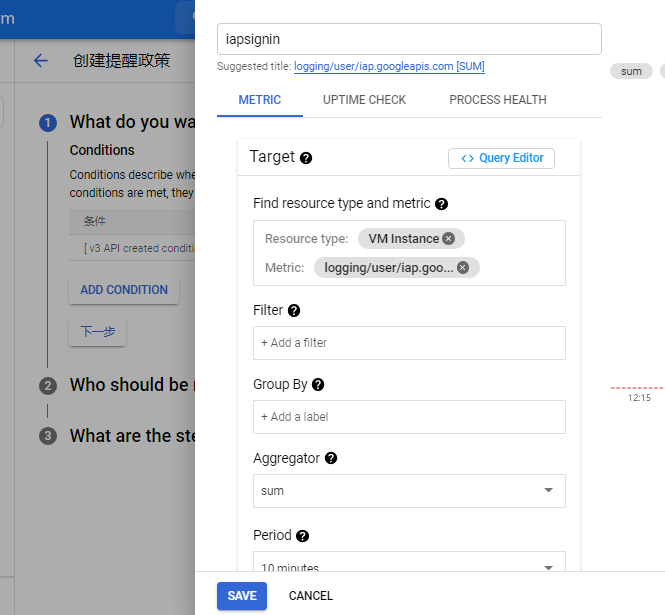 rm
创建提醒政策
1 What do you wa
Conditions
Conditions describe whe
conditions are met, they
条件
[ v3 API created conditi
ADD CONDITION
下一步
2 Who should be
3 What are the ste
iapsignin
Suggested title: logging/user/iap.googleapis.com [SUM]
METRIC UPTIME CHECK PROCESS HEALTH
Target ?
<> Query Editor
Find resource type and metric ?
Resource type: VM Instance
Metric: logging/user/iap.goo...
Filter ?
+ Add a filter
Group By ?
+ Add a label
Aggregator ?
sum
Period ?
10 minutes
SAVE CANCEL
sum
12:15